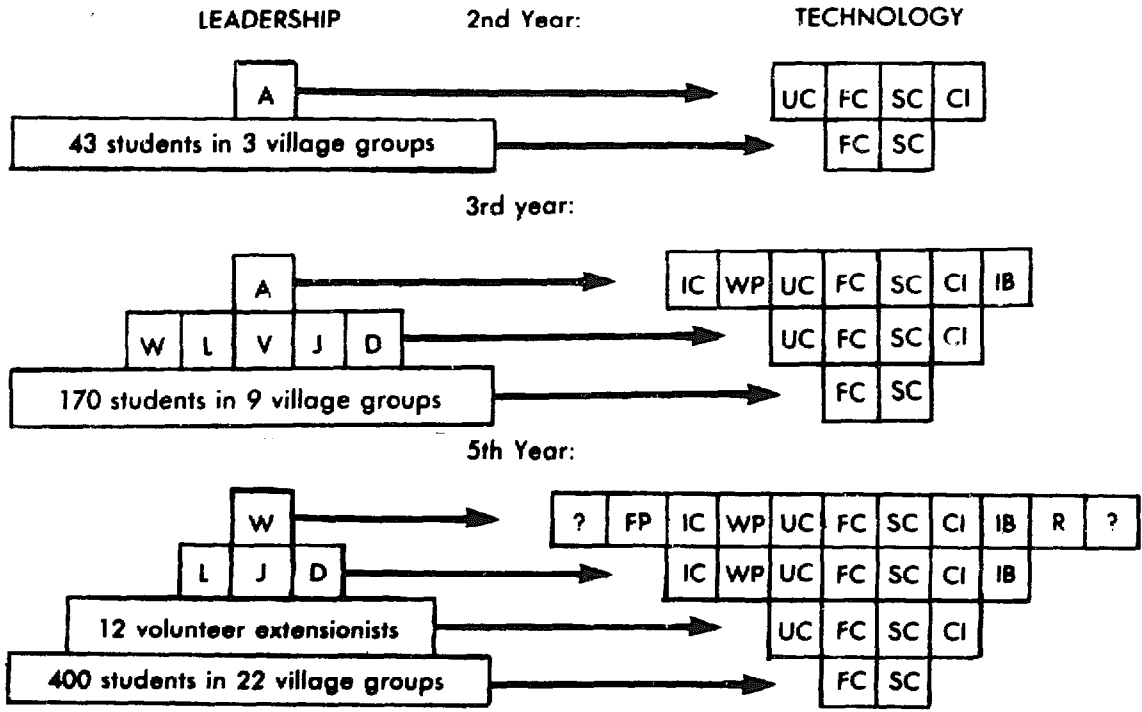 LEADERSHIP 2nd Year: TECHNOLOGY
A UC FC SC CI
43 students in 3 village groups FC SC
3rd year:
A IC WP UC FC SC CI IB
W L V J D UC FC SC CI
170 students in 9 village groups FC SC
5th Year:
W ? FP IC WP UC FC SC CI IB R ?
L J D IC WP UC FC SC CI IB
12 volunteer extensionists UC FC SC CI
400 students in 22 village groups FC SC